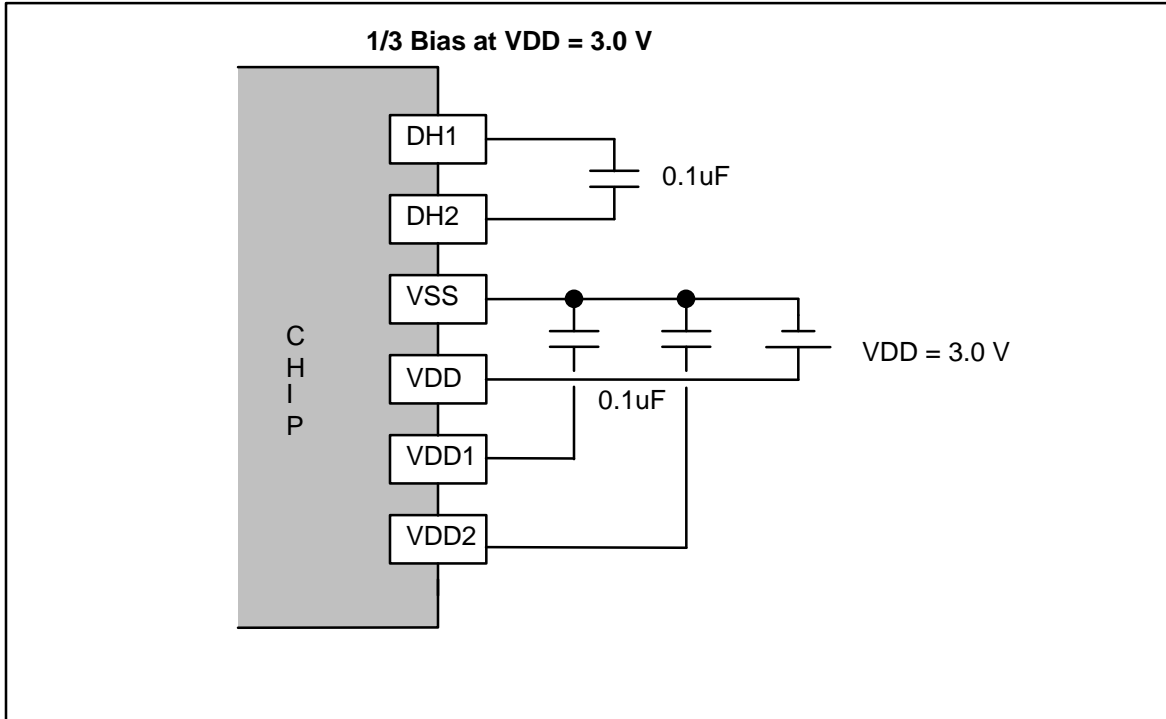 1/3 Bias at VDD = 3.0 V
DH1
0.1uF
DH2
VSS
CHIP
VDD = 3.0 V
VDD
0.1uF
VDD1
VDD2